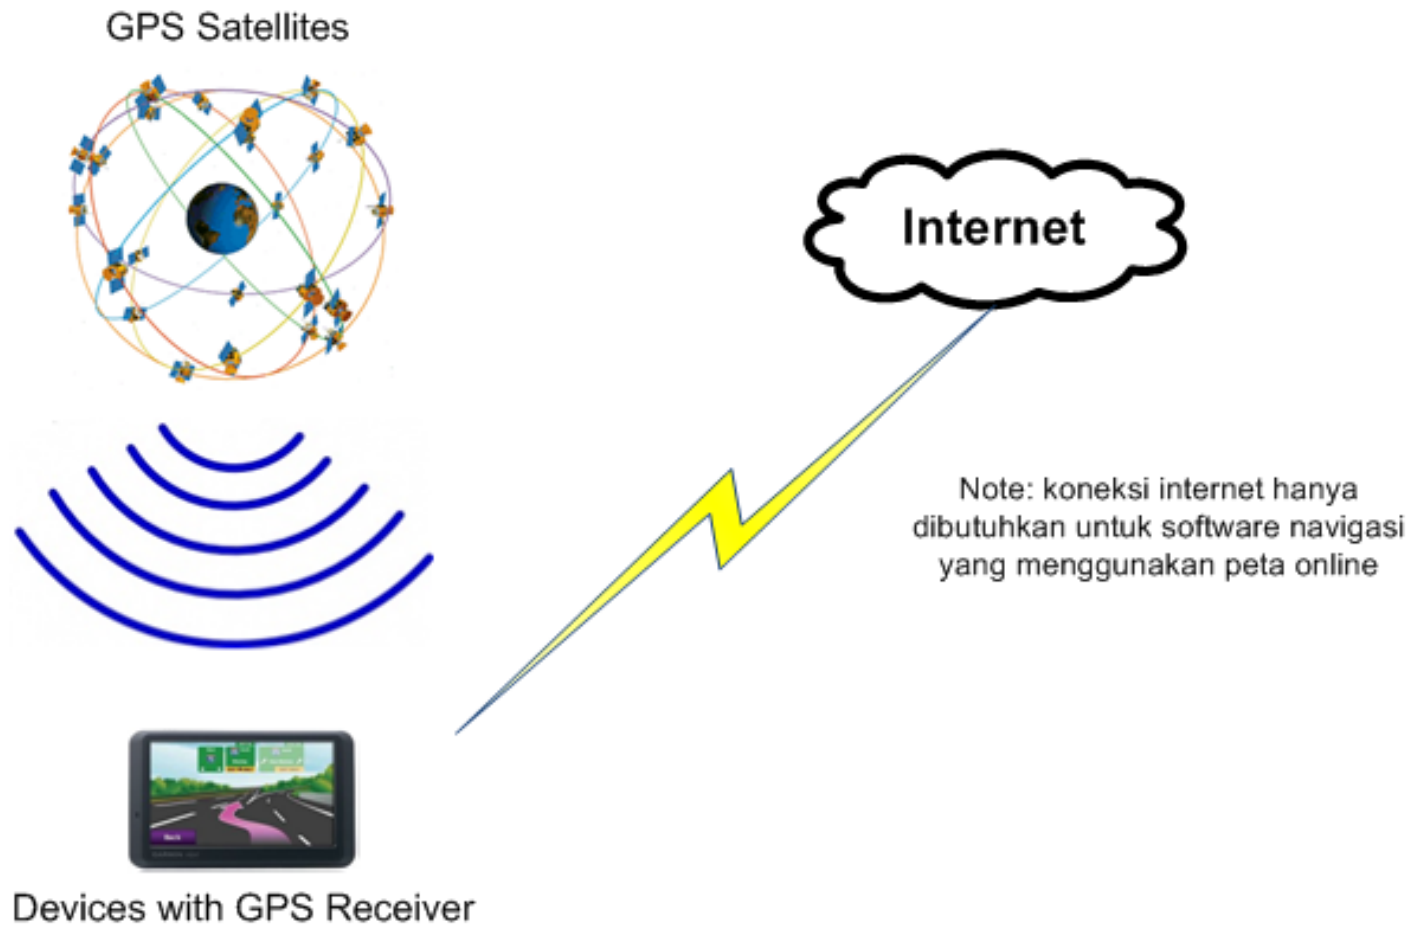 GPS Satellites
Internet
Note: koneksi internet hanya
dibutuhkan untuk software navigasi
yang menggunakan peta online
Back
Devices with GPS Receiver